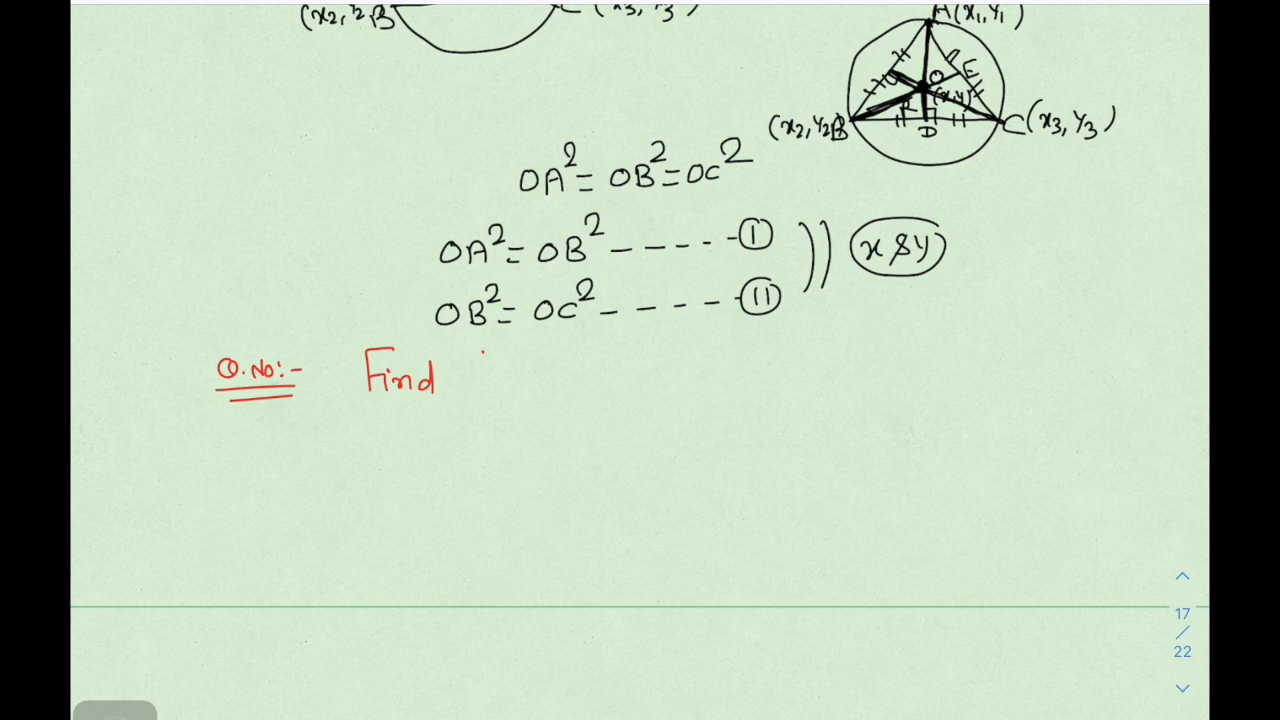 A(x₁,y₁)
E
O
(x,y)
R
D
(x₂,y₂)B
C(x₃,y₃)
OA²=OB²=OC²
OA²=OB²-----Ⓘ
x&y
OB²=OC²-----(II)
Q.No:-
Find
17
/
22